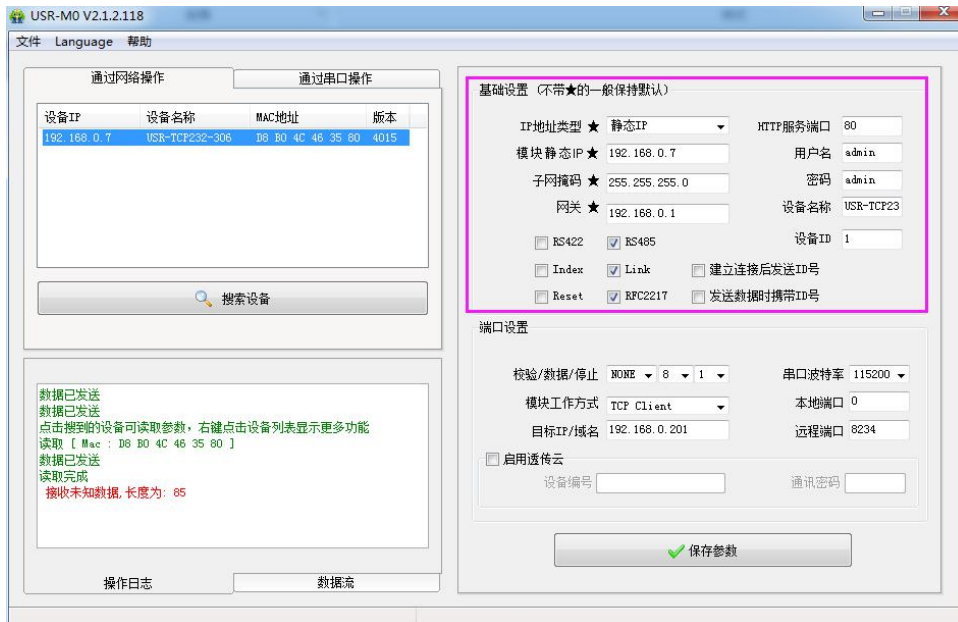 USR-M0 V2.1.2.118
文件 Language 帮助
通过网络操作 通过串口操作
设备IP 设备名称 MAC地址 版本
192.168.0.7 USR-TCP232-306 D8 B0 4C 46 35 80 4015
搜索设备
数据已发送
数据已发送
点击搜到的设备可读取参数，右键点击设备列表显示更多功能
读取 [ Mac : D8 B0 4C 46 35 80 ]
数据已发送
读取完成
接收未知数据,长度为: 85
操作日志 数据流
基础设置 （不带★的一般保持默认）
IP地址类型 ★ 静态IP HTTP服务端口 80
模块静态IP★ 192.168.0.7 用户名 admin
子网掩码 ★ 255.255.255.0 密码 admin
网关 ★ 192.168.0.1 设备名称 USR-TCP23
RS422 RS485 设备ID 1
Index Link 建立连接后发送ID号
Reset RFC2217 发送数据时携带ID号
端口设置
校验/数据/停止 NONE 8 1 串口波特率 115200
模块工作方式 TCP Client 本地端口 0
目标IP/域名 192.168.0.201 远程端口 8234
启用透传云
设备编号 通讯密码
保存参数